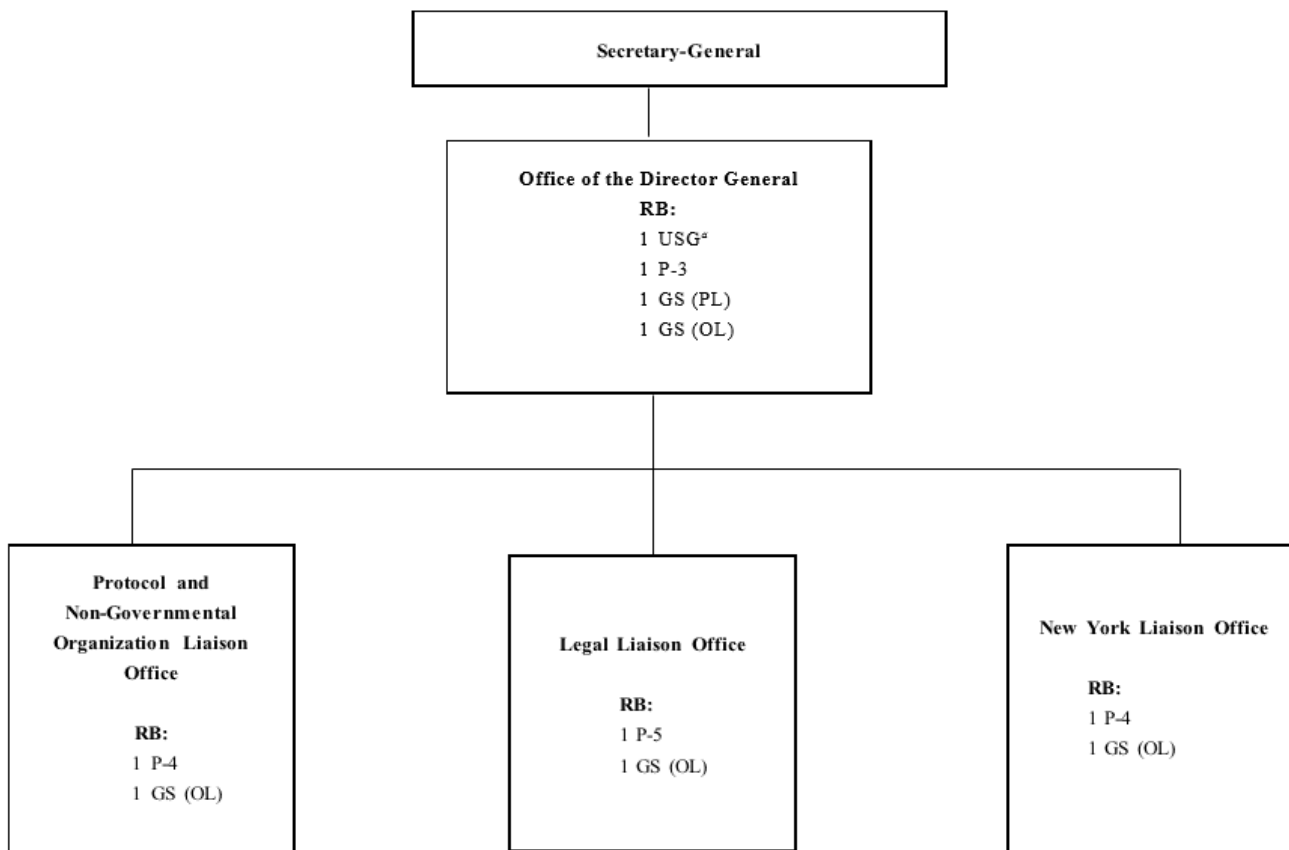 Secretary-General
Office of the Director General
RB:
1 USGᵃ
1 P-3
1 GS (PL)
1 GS (OL)
Protocol and
Non-Governmental
Organization Liaison
Office
RB:
1 P-4
1 GS (OL)
Legal Liaison Office
RB:
1 P-5
1 GS (OL)
New York Liaison Office
RB:
1 P-4
1 GS (OL)